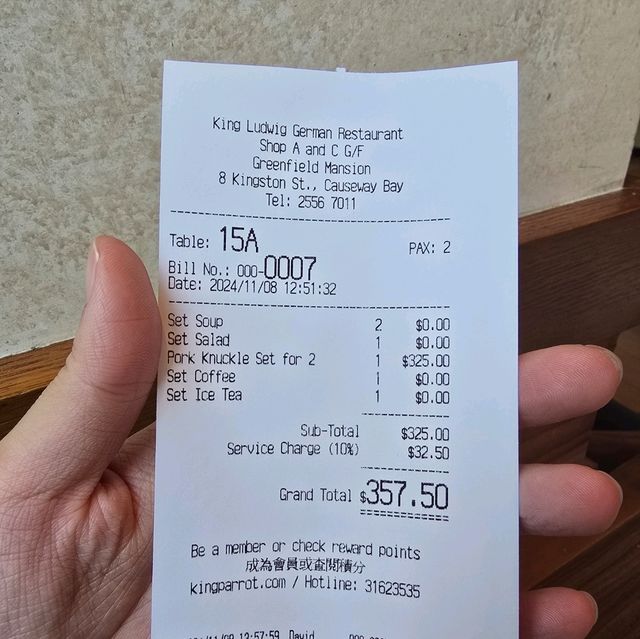 King Ludwig German Restaurant
Shop A and C G/F
Greenfield Mansion
8 Kingston St., Causeway Bay
Tel: 2556 7011
Table: 15A PAX: 2
Bill No.: 000-0007
Date: 2024/11/08 12:51:32
Set Soup 2 $0.00
Set Salad 1 $0.00
Pork Knuckle Set for 2 1 $325.00
Set Coffee 1 $0.00
Set Ice Tea 1 $0.00
Sub-Total $325.00
Service Charge (10%) $32.50
Grand Total $357.50
Be a member or check reward points
成為會員或查閱積分
kingparrot.com / Hotline: 31623535
David